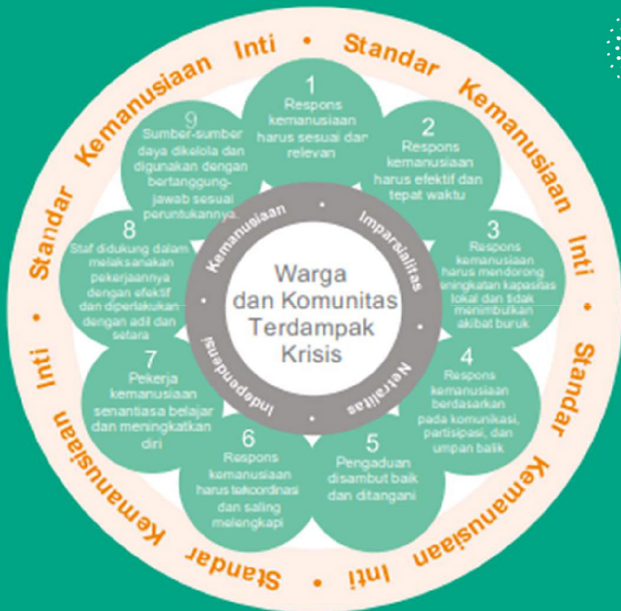 Standar Kemanusiaan Inti • Standar Kemanusiaan Inti • Standar Kemanusiaan Inti • Standar Kemanusiaan Inti •
1
Respons
kemanusiaan
harus sesuai dan
relevan
2
Respons
kemanusiaan
harus efektif dan
tepat waktu
3
Respons
kemanusiaan
harus mendorong
peningkatan kapasitas
lokal dan tidak
menimbulkan
akibat buruk
4
Respons
kemanusiaan
berdasarkan
pada komunikasi,
partisipasi, dan
umpan balik
5
Pengaduan
disambut baik
dan ditangani
6
Respons
kemanusiaan
harus terkoordinasi
dan saling
melengkapi
7
Pekerja
kemanusiaan
senantiasa belajar
dan meningkatkan
diri
8
Staf didukung dalam
melaksanakan
pekerjaannya
dengan efektif
dan diperlakukan
dengan adil dan
setara
9
Sumber-sumber
daya dikelola dan
digunakan dengan
bertanggung-
jawab sesuai
peruntukannya.
Kemanusiaan • Imparsialitas • Netralitas • Independensi •
Warga
dan Komunitas
Terdampak
Krisis